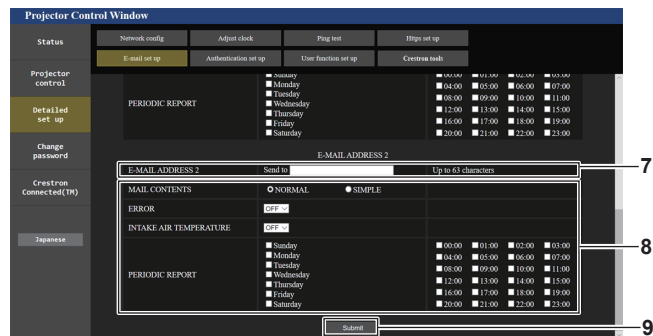 Projector Control Window
Status
Network config Adjust clock Ping test Https set up
E-mail set up Authentication set up User function set up Crestron tools
Projector control
Detailed set up
Change password
Crestron Connected(TM)
Japanese
PERIODIC REPORT
Sunday 00:00 01:00 02:00 03:00
Monday 04:00 05:00 06:00 07:00
Tuesday 08:00 09:00 10:00 11:00
Wednesday 12:00 13:00 14:00 15:00
Thursday 16:00 17:00 18:00 19:00
Friday 20:00 21:00 22:00 23:00
Saturday
E-MAIL ADDRESS 2
E-MAIL ADDRESS 2 Send to Up to 63 characters 7
MAIL CONTENTS NORMAL SIMPLE
ERROR OFF
INTAKE AIR TEMPERATURE OFF 8
PERIODIC REPORT
Sunday 00:00 01:00 02:00 03:00
Monday 04:00 05:00 06:00 07:00
Tuesday 08:00 09:00 10:00 11:00
Wednesday 12:00 13:00 14:00 15:00
Thursday 16:00 17:00 18:00 19:00
Friday 20:00 21:00 22:00 23:00
Saturday
Submit 9